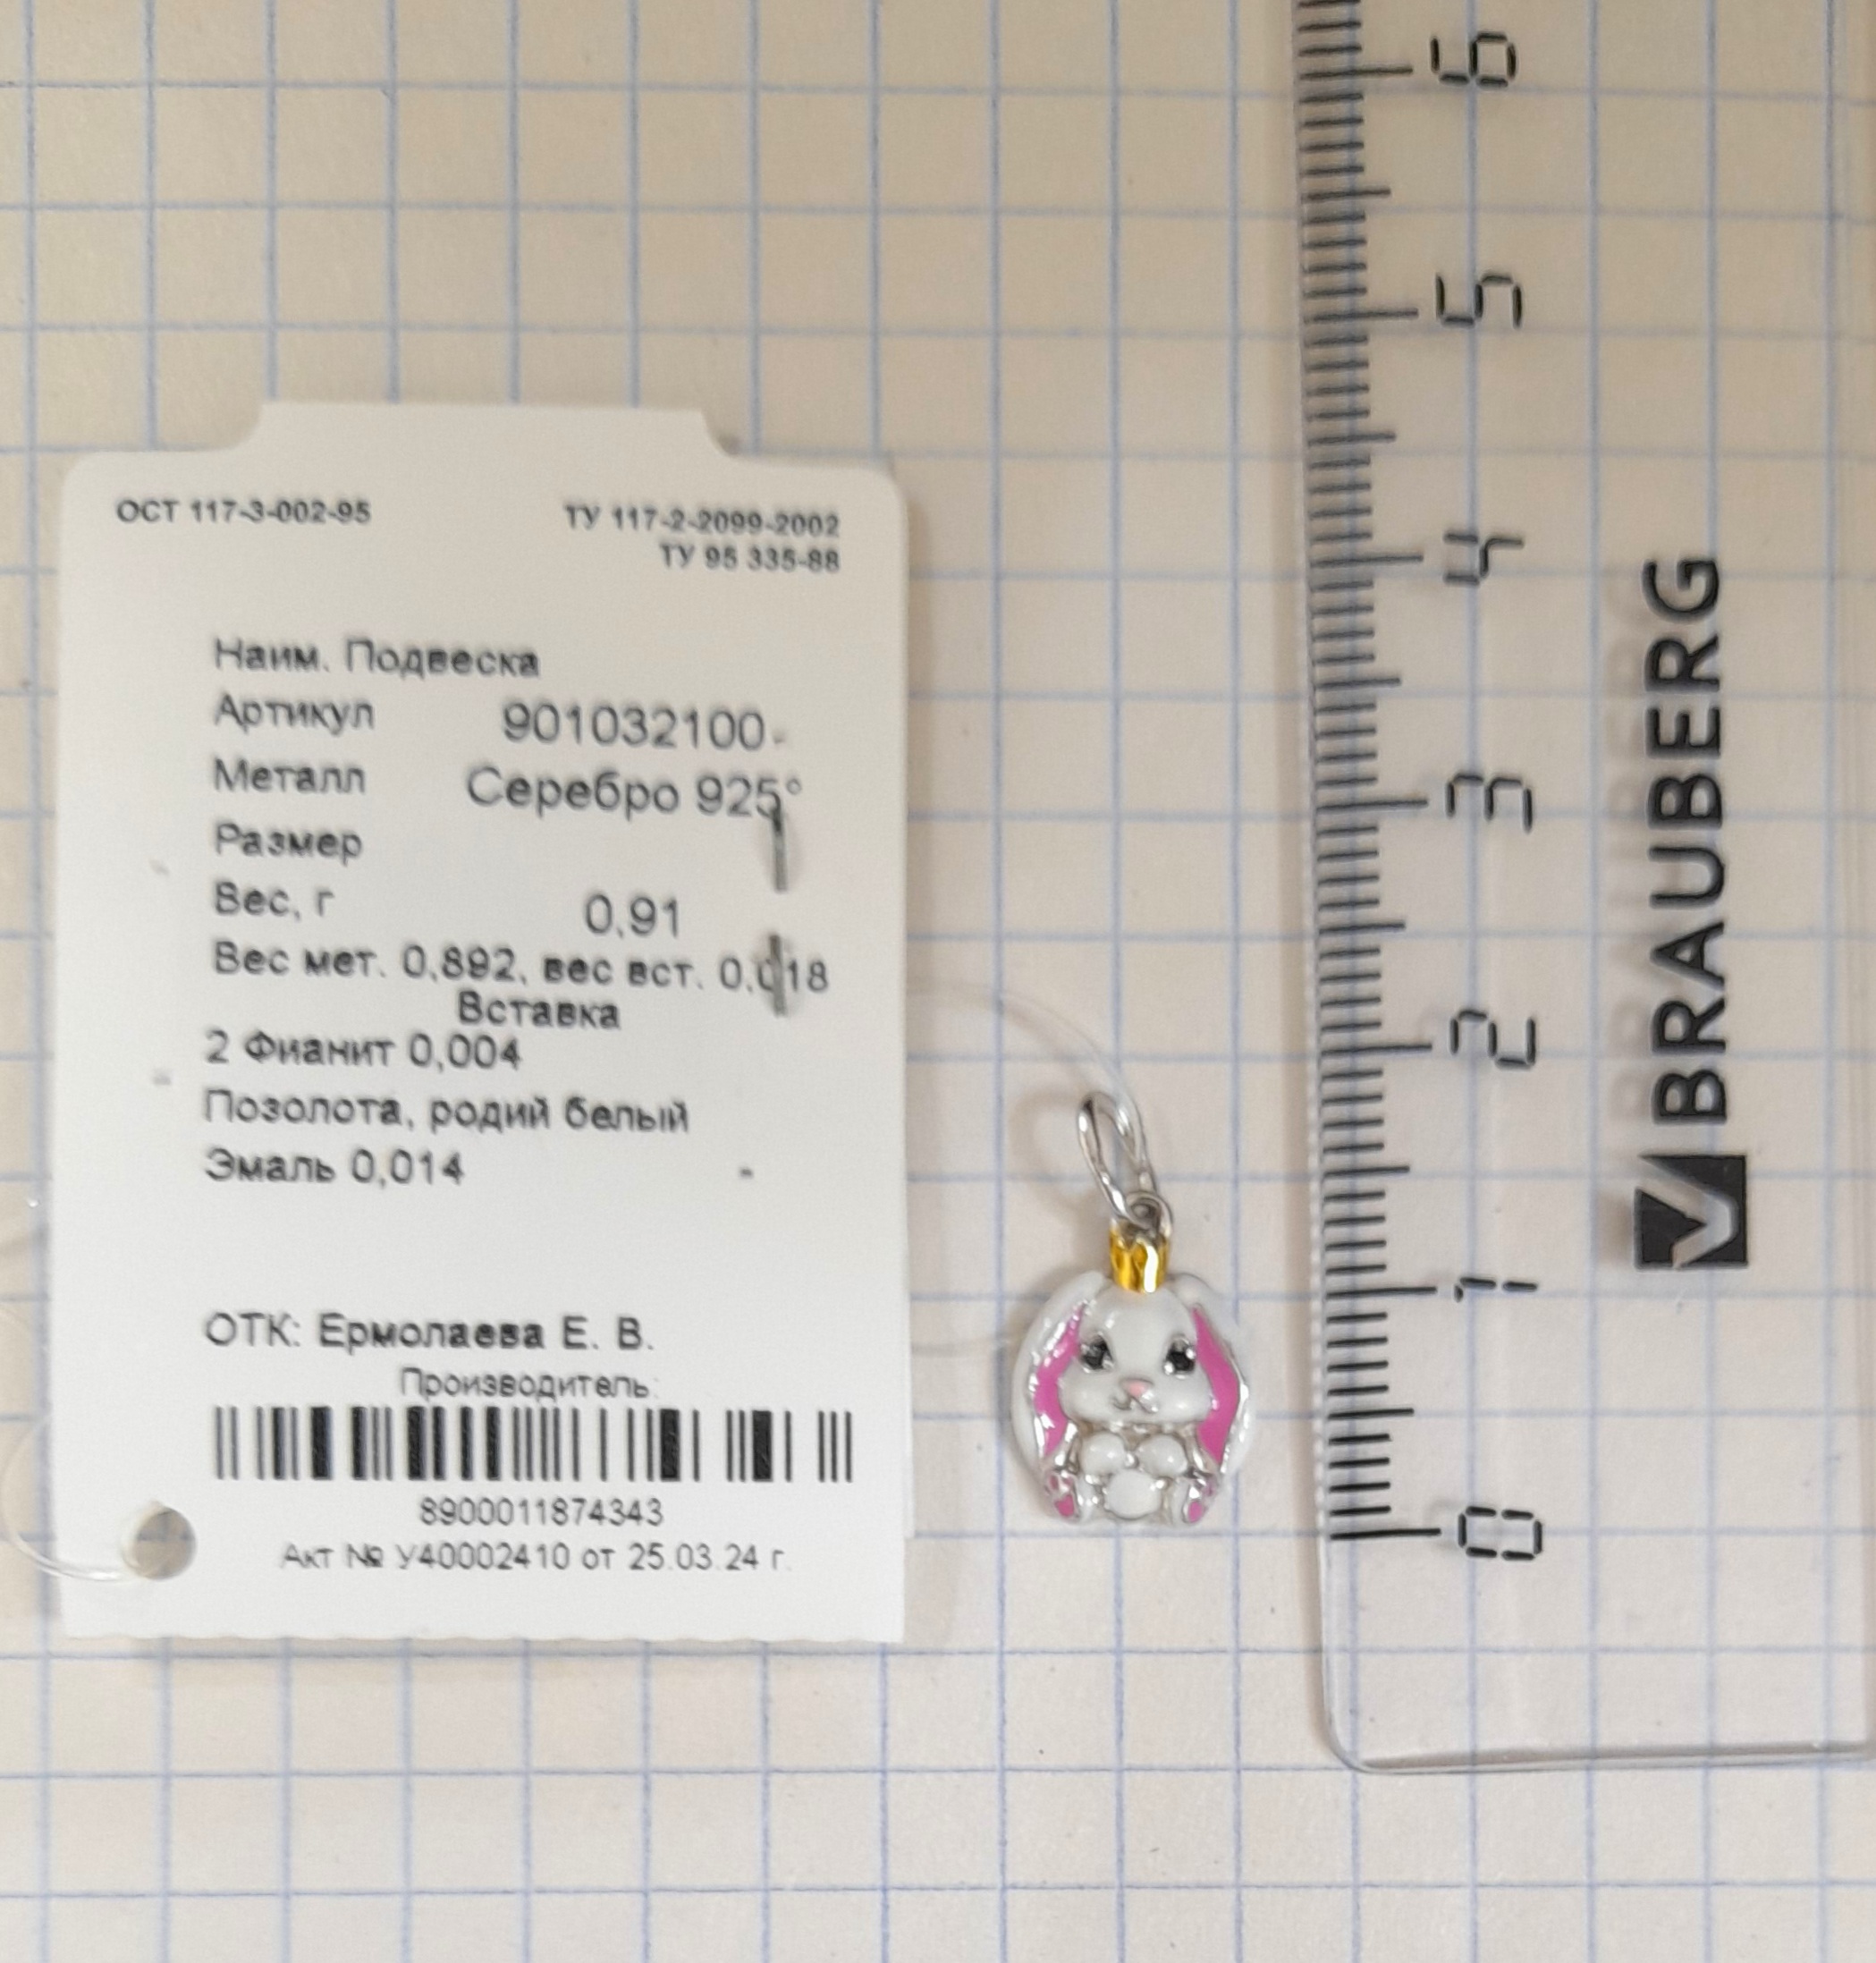 ОСТ 117-3-002-95
ТУ 117-2-2099-2002
ТУ 95 335-88
Наим. Подвеска
Артикул 901032100
Металл Серебро 925°
Размер
Вес, г 0,91
Вес мет. 0,892, вес вст. 0,018
Вставка
2 Фианит 0,004
Позолота, родий белый
Эмаль 0,014
ОТК: Ермолаева Е. В.
Производитель:
8900011874343
Акт № У40002410 от 25.03.24 г.
6
5
4
3
2
1
0
BRAUBERG